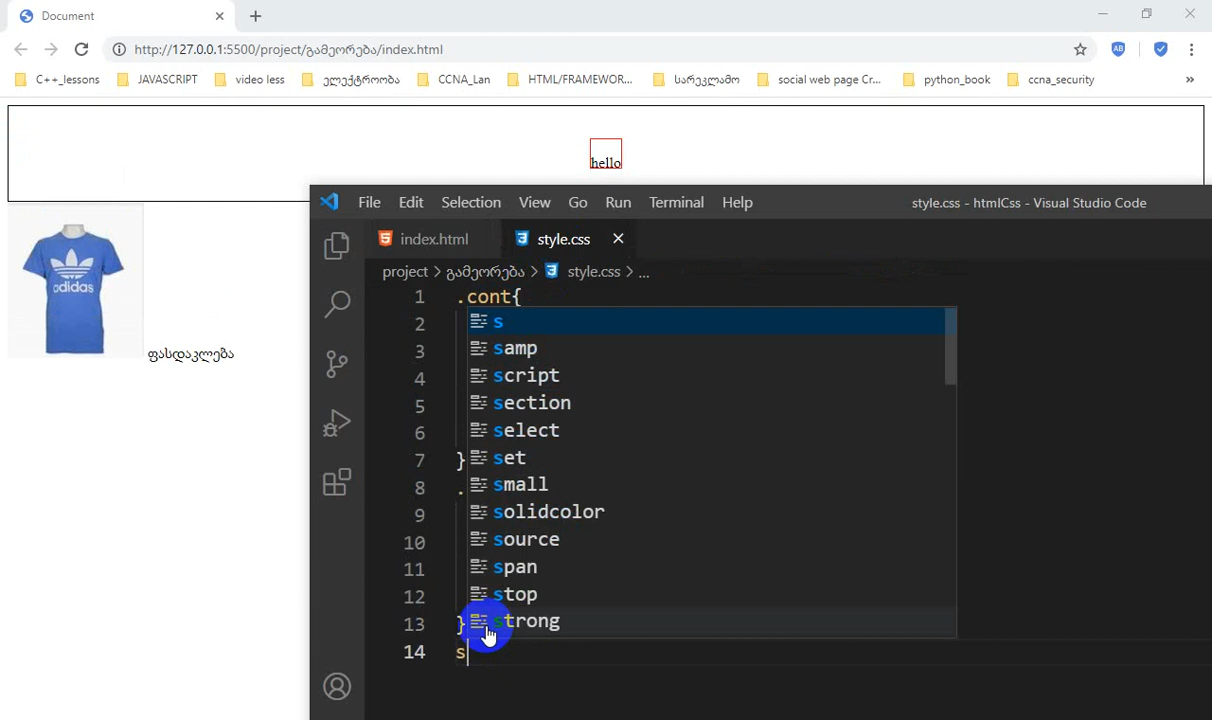 Document
http://127.0.0.1:5500/project/გამეორება/index.html
C++_lessons JAVASCRIPT video less ელექტროობა CCNA_Lan HTML/FRAMEWOR... სარეკლამო social web page Cr... python_book ccna_security »
hello
adidas
ფასდაკლება
File Edit Selection View Go Run Terminal Help style.css - htmlCss - Visual Studio Code
index.html style.css
project > გამეორება > style.css > ...
1 .cont{
2 s
3 samp
4 script
5 section
6 select
7 } set
8 . small
9 solidcolor
10 source
11 span
12 stop
13 } strong
14 s